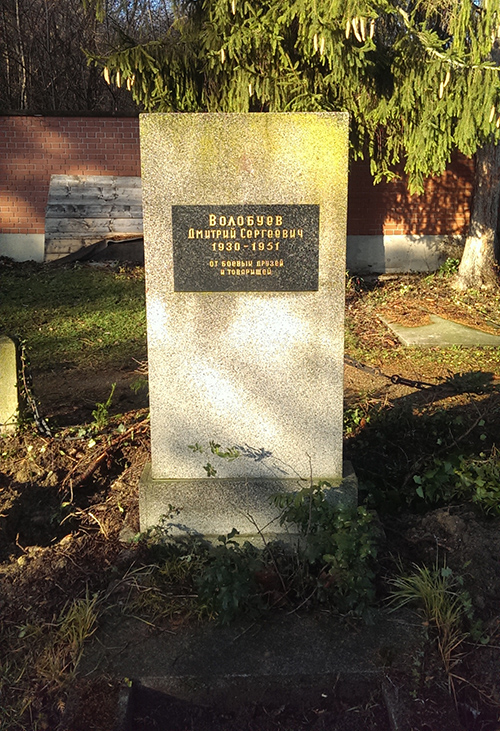 Волобуев
Дмитрий Сергеевич
1930-1951
от боевых друзей
и товарищей